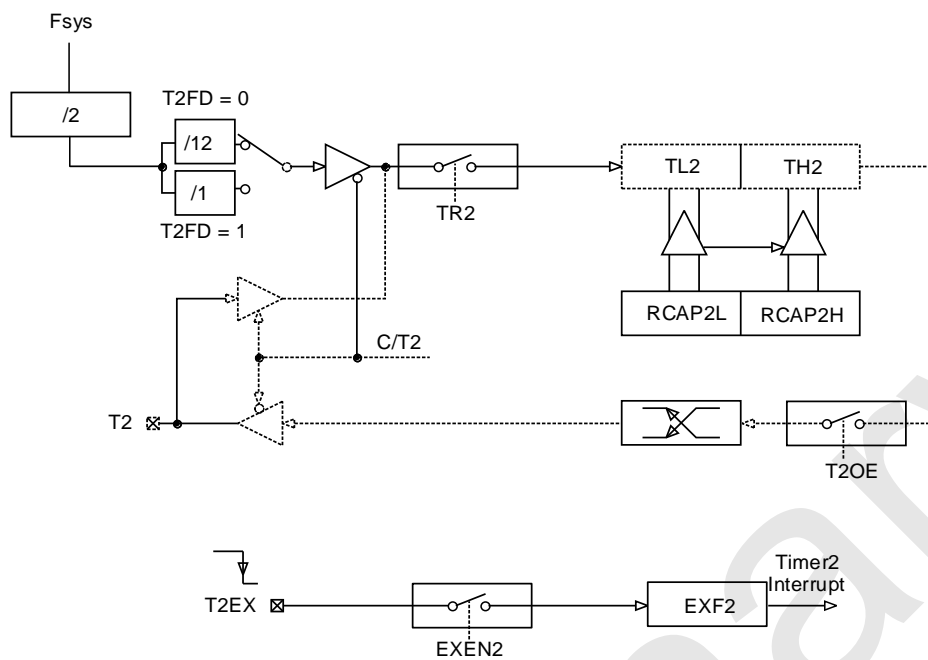 Fsys
/2
T2FD = 0
/12
/1
T2FD = 1
TR2
TL2
TH2
RCAP2L
RCAP2H
C/T2
T2
T2OE
T2EX
EXEN2
EXF2
Timer2
Interrupt